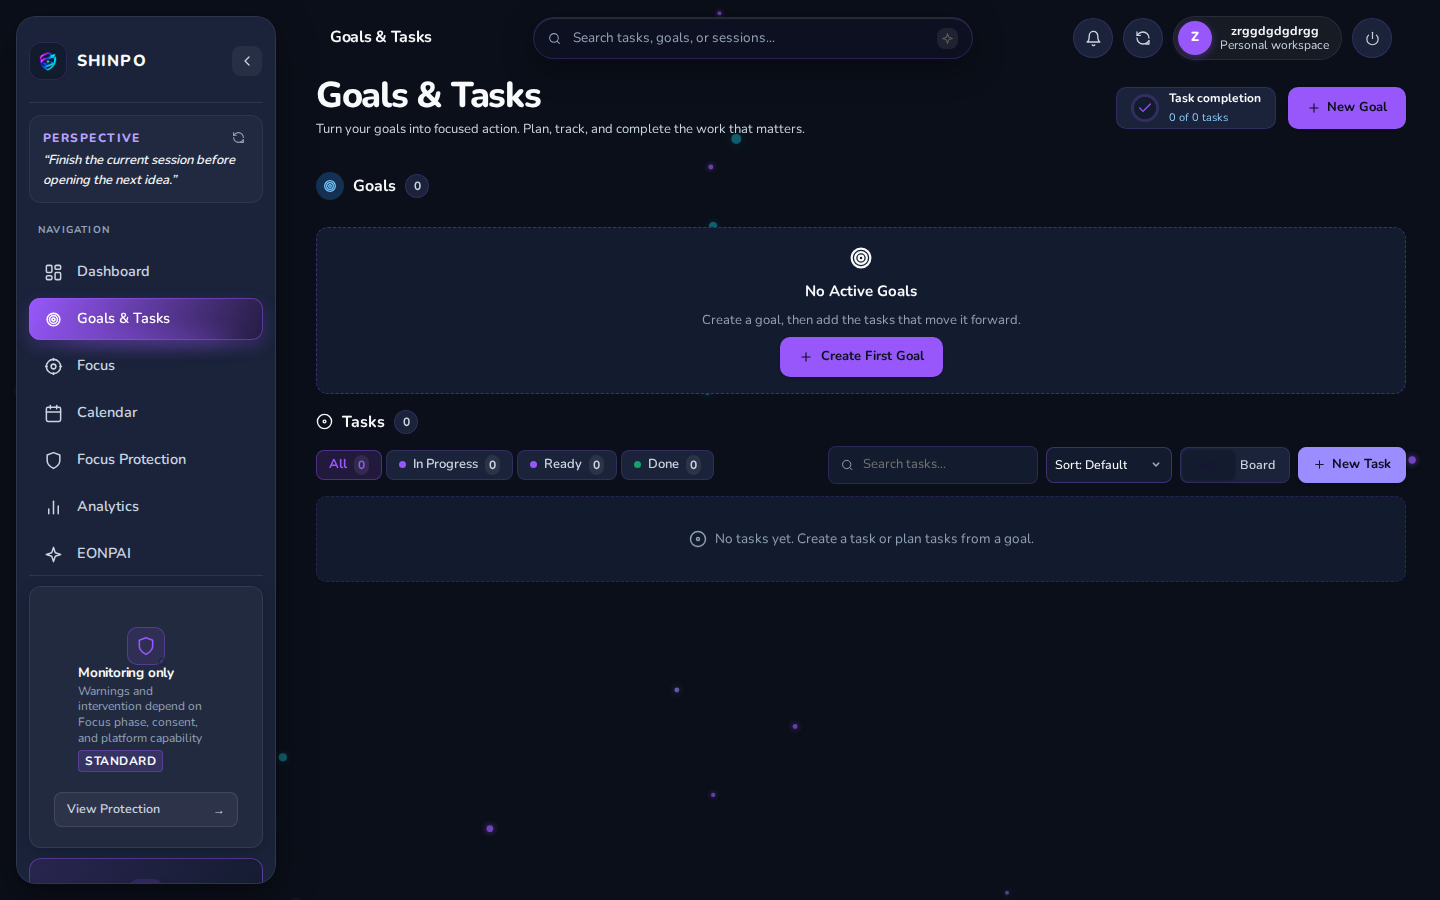 SHINPO
PERSPECTIVE
“Finish the current session before
opening the next idea.”
NAVIGATION
Dashboard
Goals & Tasks
Focus
Calendar
Focus Protection
Analytics
EONPAI
Monitoring only
Warnings and
intervention depend on
Focus phase, consent,
and platform capability
STANDARD
View Protection →
Goals & Tasks
Search tasks, goals, or sessions...
Z
zrggdgdgdrgg
Personal workspace
Goals & Tasks
Turn your goals into focused action. Plan, track, and complete the work that matters.
Task completion
0 of 0 tasks
+ New Goal
Goals 0
No Active Goals
Create a goal, then add the tasks that move it forward.
+ Create First Goal
Tasks 0
All 0
In Progress 0
Ready 0
Done 0
Search tasks...
Sort: Default
Board
+ New Task
No tasks yet. Create a task or plan tasks from a goal.